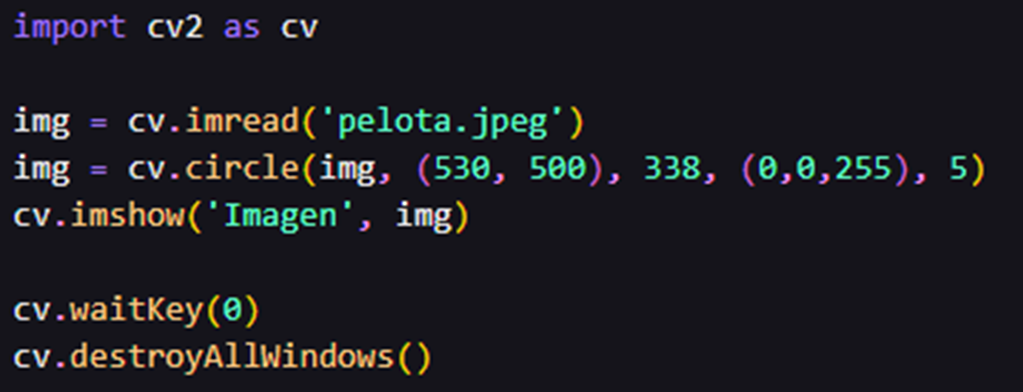 import cv2 as cv
img = cv.imread('pelota.jpeg')
img = cv.circle(img, (530, 500), 338, (0,0,255), 5)
cv.imshow('Imagen', img)
cv.waitKey(0)
cv.destroyAllWindows()